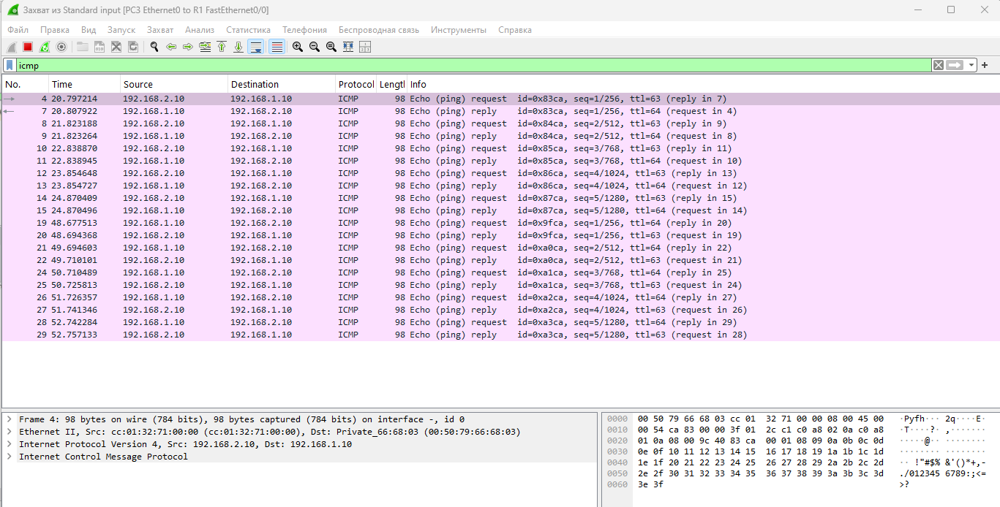 Захват из Standard input [PC3 Ethernet0 to R1 FastEthernet0/0]
Файл Правка Вид Запуск Захват Анализ Статистика Телефония Беспроводная связь Инструменты Справка
icmp
No. Time Source Destination Protocol Lengtl Info
4 20.797214 192.168.2.10 192.168.1.10 ICMP 98 Echo (ping) request id=0x83ca, seq=1/256, ttl=63 (reply in 7)
7 20.807922 192.168.1.10 192.168.2.10 ICMP 98 Echo (ping) reply id=0x83ca, seq=1/256, ttl=64 (request in 4)
8 21.823188 192.168.2.10 192.168.1.10 ICMP 98 Echo (ping) request id=0x84ca, seq=2/512, ttl=63 (reply in 9)
9 21.823264 192.168.1.10 192.168.2.10 ICMP 98 Echo (ping) reply id=0x84ca, seq=2/512, ttl=64 (request in 8)
10 22.838870 192.168.2.10 192.168.1.10 ICMP 98 Echo (ping) request id=0x85ca, seq=3/768, ttl=63 (reply in 11)
11 22.838945 192.168.1.10 192.168.2.10 ICMP 98 Echo (ping) reply id=0x85ca, seq=3/768, ttl=64 (request in 10)
12 23.854648 192.168.2.10 192.168.1.10 ICMP 98 Echo (ping) request id=0x86ca, seq=4/1024, ttl=63 (reply in 13)
13 23.854727 192.168.1.10 192.168.2.10 ICMP 98 Echo (ping) reply id=0x86ca, seq=4/1024, ttl=64 (request in 12)
14 24.870409 192.168.2.10 192.168.1.10 ICMP 98 Echo (ping) request id=0x87ca, seq=5/1280, ttl=63 (reply in 15)
15 24.870496 192.168.1.10 192.168.2.10 ICMP 98 Echo (ping) reply id=0x87ca, seq=5/1280, ttl=64 (request in 14)
19 48.677513 192.168.1.10 192.168.2.10 ICMP 98 Echo (ping) request id=0x9fca, seq=1/256, ttl=64 (reply in 20)
20 48.694368 192.168.2.10 192.168.1.10 ICMP 98 Echo (ping) reply id=0x9fca, seq=1/256, ttl=63 (request in 19)
21 49.694603 192.168.1.10 192.168.2.10 ICMP 98 Echo (ping) request id=0xa0ca, seq=2/512, ttl=64 (reply in 22)
22 49.710101 192.168.2.10 192.168.1.10 ICMP 98 Echo (ping) reply id=0xa0ca, seq=2/512, ttl=63 (request in 21)
24 50.710489 192.168.1.10 192.168.2.10 ICMP 98 Echo (ping) request id=0xa1ca, seq=3/768, ttl=64 (reply in 25)
25 50.725813 192.168.2.10 192.168.1.10 ICMP 98 Echo (ping) reply id=0xa1ca, seq=3/768, ttl=63 (request in 24)
26 51.726357 192.168.1.10 192.168.2.10 ICMP 98 Echo (ping) request id=0xa2ca, seq=4/1024, ttl=64 (reply in 27)
27 51.741346 192.168.2.10 192.168.1.10 ICMP 98 Echo (ping) reply id=0xa2ca, seq=4/1024, ttl=63 (request in 26)
28 52.742284 192.168.1.10 192.168.2.10 ICMP 98 Echo (ping) request id=0xa3ca, seq=5/1280, ttl=64 (reply in 29)
29 52.757133 192.168.2.10 192.168.1.10 ICMP 98 Echo (ping) reply id=0xa3ca, seq=5/1280, ttl=63 (request in 28)
Frame 4: 98 bytes on wire (784 bits), 98 bytes captured (784 bits) on interface -, id 0
Ethernet II, Src: cc:01:32:71:00:00 (cc:01:32:71:00:00), Dst: Private_66:68:03 (00:50:79:66:68:03)
Internet Protocol Version 4, Src: 192.168.2.10, Dst: 192.168.1.10
Internet Control Message Protocol
0000 00 50 79 66 68 03 cc 01 32 71 00 00 08 00 45 00 ·Pyfh··· 2q····E·
0010 00 54 ca 83 00 00 3f 01 2c c1 c0 a8 02 0a c0 a8 ·T····?· ,·······
0020 01 0a 08 00 9c 40 83 ca 00 01 08 09 0a 0b 0c 0d ·····@·· ········
0030 0e 0f 10 11 12 13 14 15 16 17 18 19 1a 1b 1c 1d ········ ········
0040 1e 1f 20 21 22 23 24 25 26 27 28 29 2a 2b 2c 2d ·· !"#$% &'()*+,-
0050 2e 2f 30 31 32 33 34 35 36 37 38 39 3a 3b 3c 3d ./012345 6789:;<=
0060 3e 3f >?